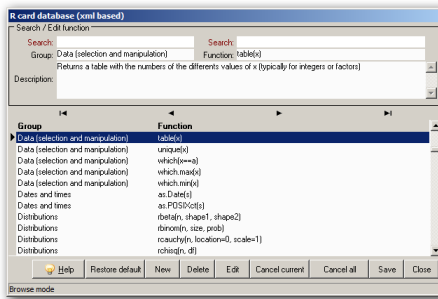 R card database (xml based)
Search / Edit function
Search: Search:
Group: Data (selection and manipulation) Function: table(x)
Description: Returns a table with the numbers of the differents values of x (typically for integers or factors)
Group Function
Data (selection and manipulation) table(x)
Data (selection and manipulation) unique(x)
Data (selection and manipulation) which(x==a)
Data (selection and manipulation) which.max(x)
Data (selection and manipulation) which.min(x)
Dates and times as.Date(s)
Dates and times as.POSIXct(s)
Distributions rbeta(n, shape1, shape2)
Distributions rbinom(n, size, prob)
Distributions rcauchy(n, location=0, scale=1)
Distributions rchisq(n, df)
Help Restore default New Delete Edit Cancel current Cancel all Save Close
Browse mode